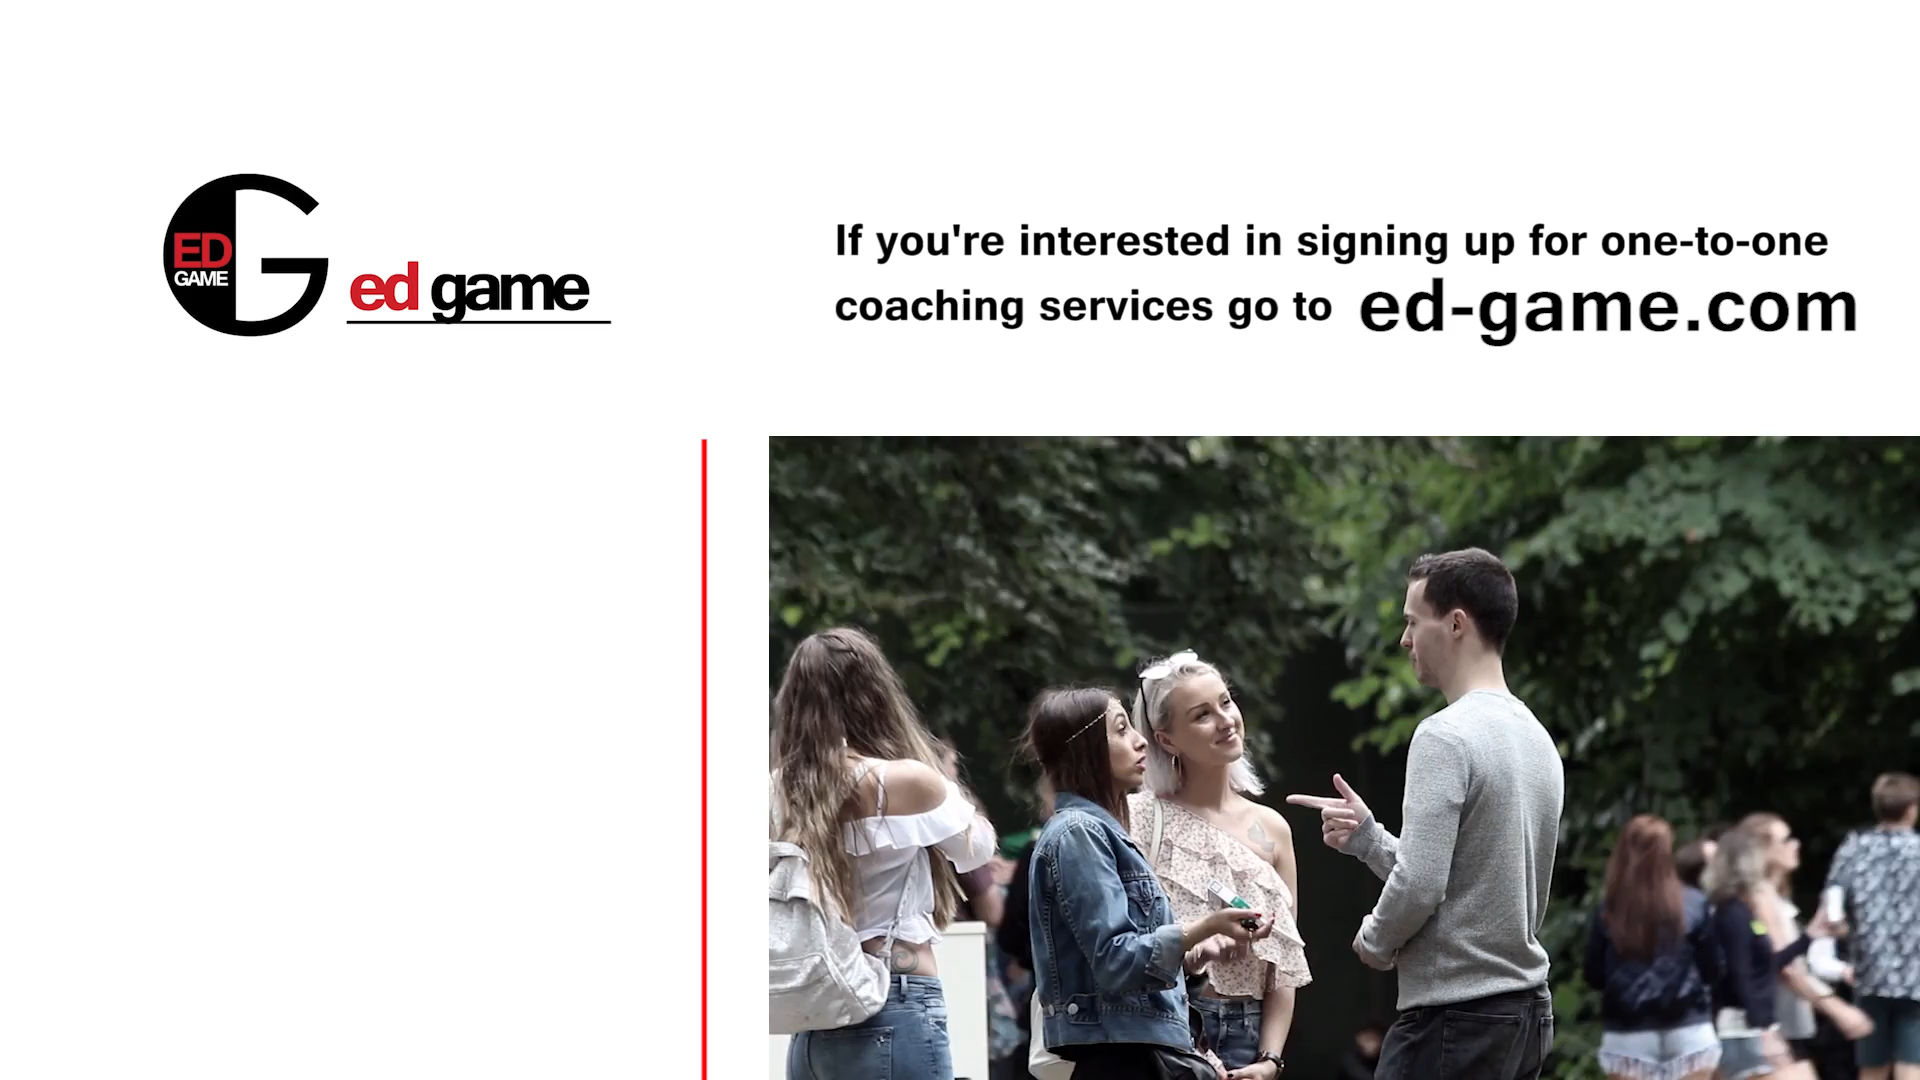 ED
GAME
ed game
If you're interested in signing up for one-to-one
coaching services go to ed-game.com